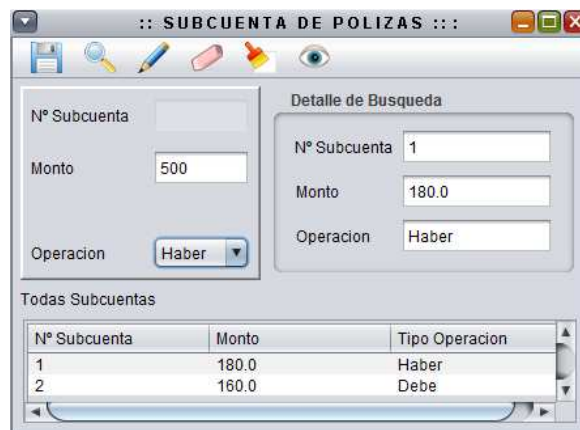 :: SUBCUENTA DE POLIZAS :::
Nº Subcuenta
Monto
500
Operacion
Haber
Detalle de Busqueda
Nº Subcuenta
1
Monto
180.0
Operacion
Haber
Todas Subcuentas
Nº Subcuenta Monto Tipo Operacion
1 180.0 Haber
2 160.0 Debe